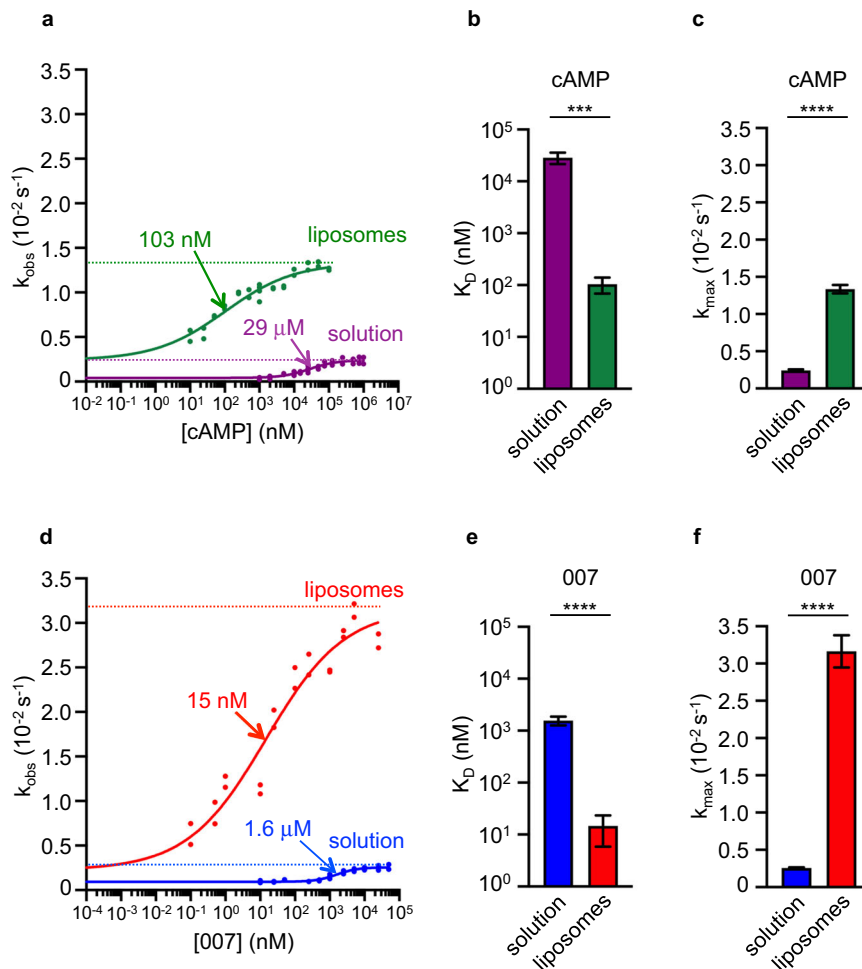 a
k_obs (10⁻² s⁻¹)
3.5
3.0
2.5
2.0
1.5
1.0
0.5
0
103 nM
liposomes
29 μM
solution
10⁻² 10⁻¹ 10⁰ 10¹ 10² 10³ 10⁴ 10⁵ 10⁶ 10⁷
[cAMP] (nM)
b
cAMP
***
K_D (nM)
10⁵
10⁴
10³
10²
10¹
10⁰
solution
liposomes
c
cAMP
****
k_max (10⁻² s⁻¹)
3.5
3.0
2.5
2.0
1.5
1.0
0.5
0
solution
liposomes
d
k_obs (10⁻² s⁻¹)
3.5
3.0
2.5
2.0
1.5
1.0
0.5
0
liposomes
15 nM
1.6 μM
solution
10⁻⁴ 10⁻³ 10⁻² 10⁻¹ 10⁰ 10¹ 10² 10³ 10⁴ 10⁵
[007] (nM)
e
007
****
K_D (nM)
10⁵
10⁴
10³
10²
10¹
10⁰
solution
liposomes
f
007
****
k_max (10⁻² s⁻¹)
3.5
3.0
2.5
2.0
1.5
1.0
0.5
0
solution
liposomes